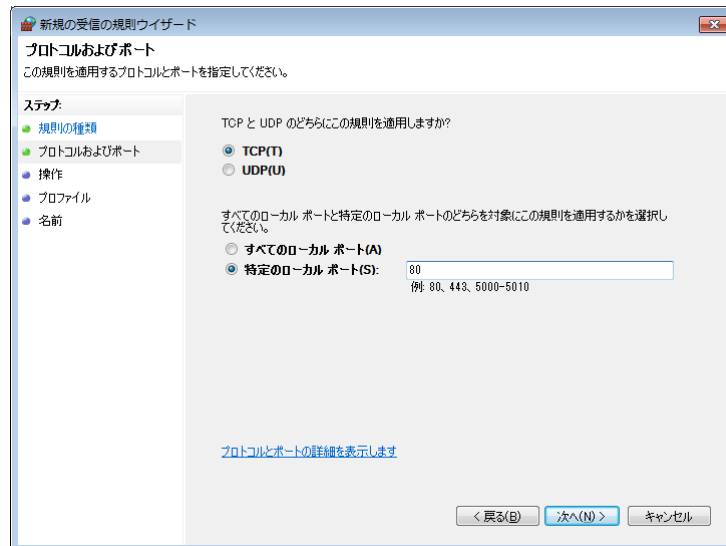 新規の受信の規則ウィザード
プロトコルおよびポート
この規則を適用するプロトコルとポートを指定してください。
ステップ:
規則の種類
プロトコルおよびポート
操作
プロファイル
名前
TCP と UDP のどちらにこの規則を適用しますか?
TCP(T)
UDP(U)
すべてのローカル ポートと特定のローカル ポートのどちらを対象にこの規則を適用するかを選択し
てください。
すべてのローカル ポート(A)
特定のローカル ポート(S):
80
例: 80、443、5000-5010
プロトコルとポートの詳細を表示します
< 戻る(B)
次へ(N) >
キャンセル